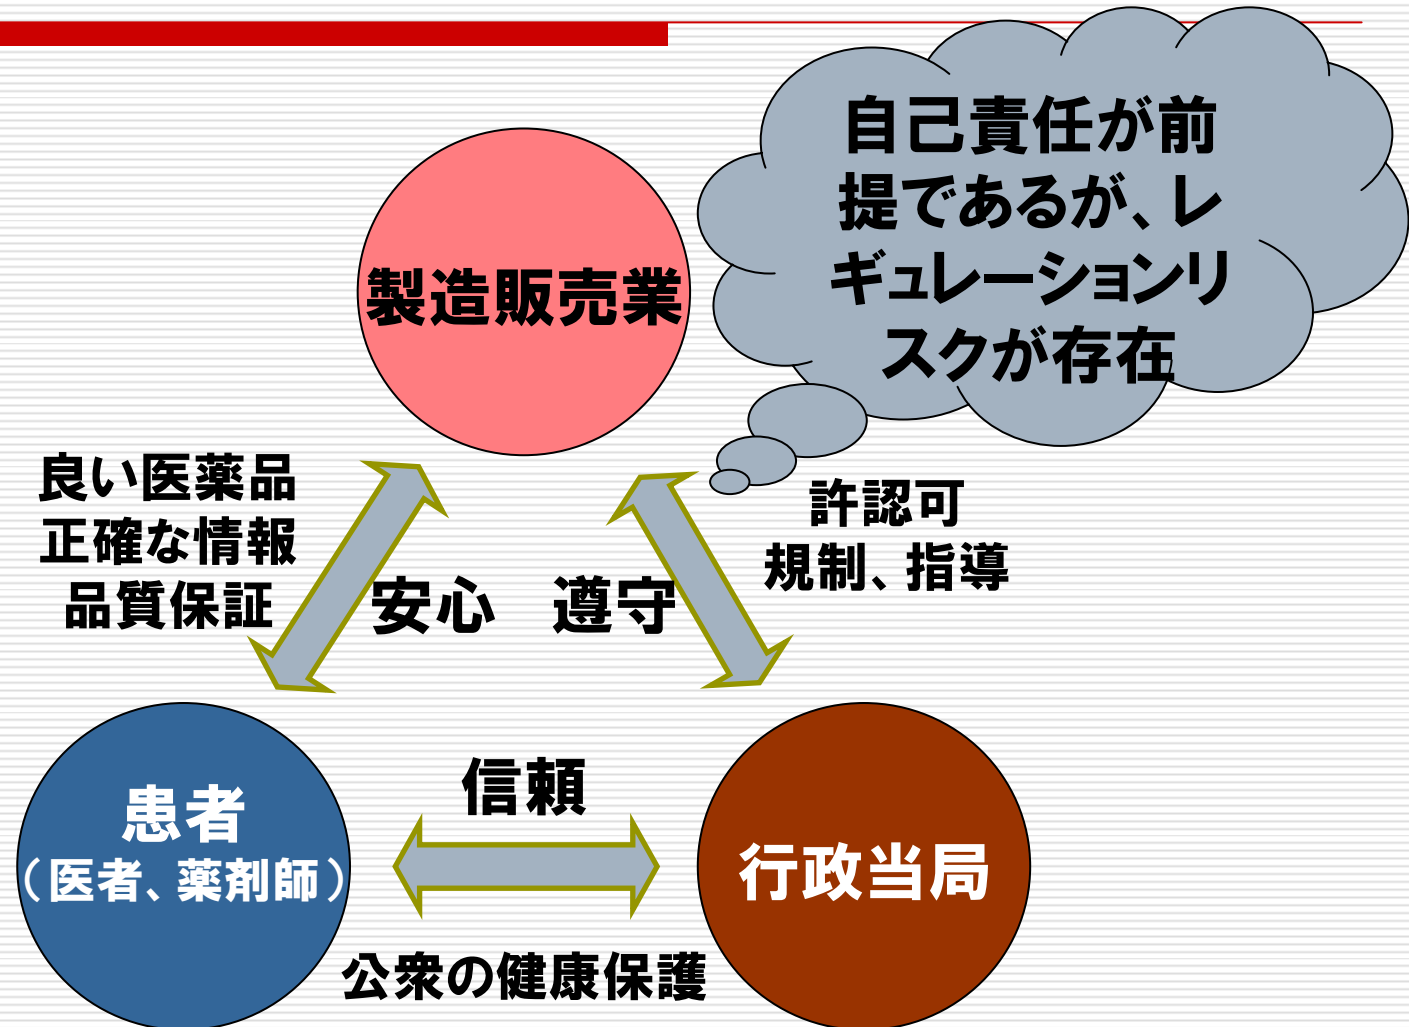 自己責任が前
提であるが、レ
ギュレーションリ
スクが存在
製造販売業
良い医薬品
正確な情報
品質保証
許認可
規制、指導
安心　遵守
信頼
患者
（医者、薬剤師）
行政当局
公衆の健康保護